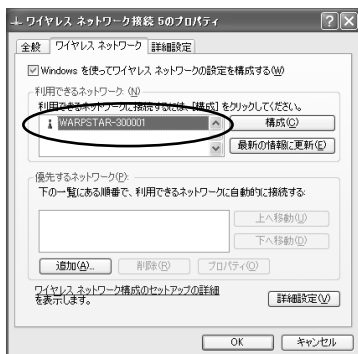 ワイヤレス ネットワーク接続 5のプロパティ
全般 ワイヤレス ネットワーク 詳細設定
Windows を使ってワイヤレス ネットワークの設定を構成する(W)
利用できるネットワーク(N)
利用できるネットワークに接続するには、[構成] をクリックしてください。
WARPSTAR-300001
構成(C)
最新の情報に更新(E)
優先するネットワーク(P):
下の一覧にある順番で、利用できるネットワークに自動的に接続する:
上へ移動(U)
下へ移動(D)
追加(A)... 削除(R) プロパティ(O)
ワイヤレス ネットワーク構成のセットアップの詳細
を表示します。
詳細設定(V)
OK キャンセル